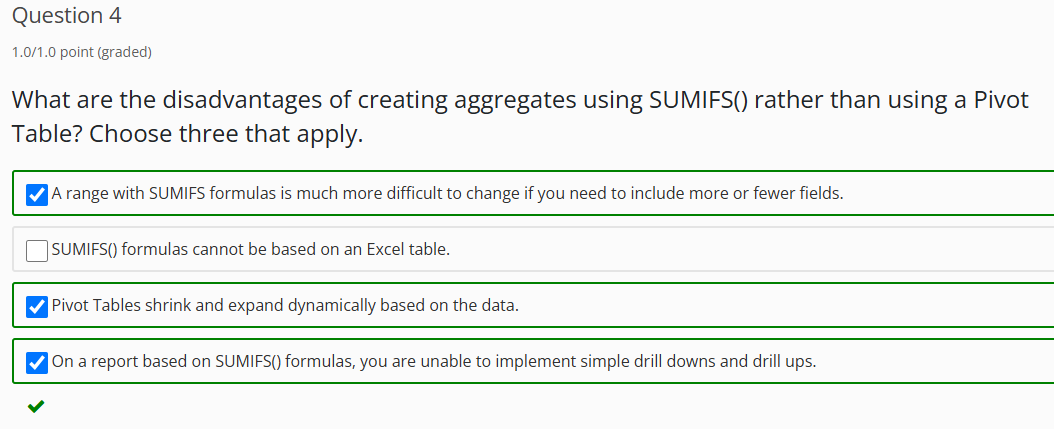 Question 4
1.0/1.0 point (graded)
What are the disadvantages of creating aggregates using SUMIFS() rather than using a Pivot
Table? Choose three that apply.
A range with SUMIFS formulas is much more difficult to change if you need to include more or fewer fields.
SUMIFS() formulas cannot be based on an Excel table.
Pivot Tables shrink and expand dynamically based on the data.
On a report based on SUMIFS() formulas, you are unable to implement simple drill downs and drill ups.